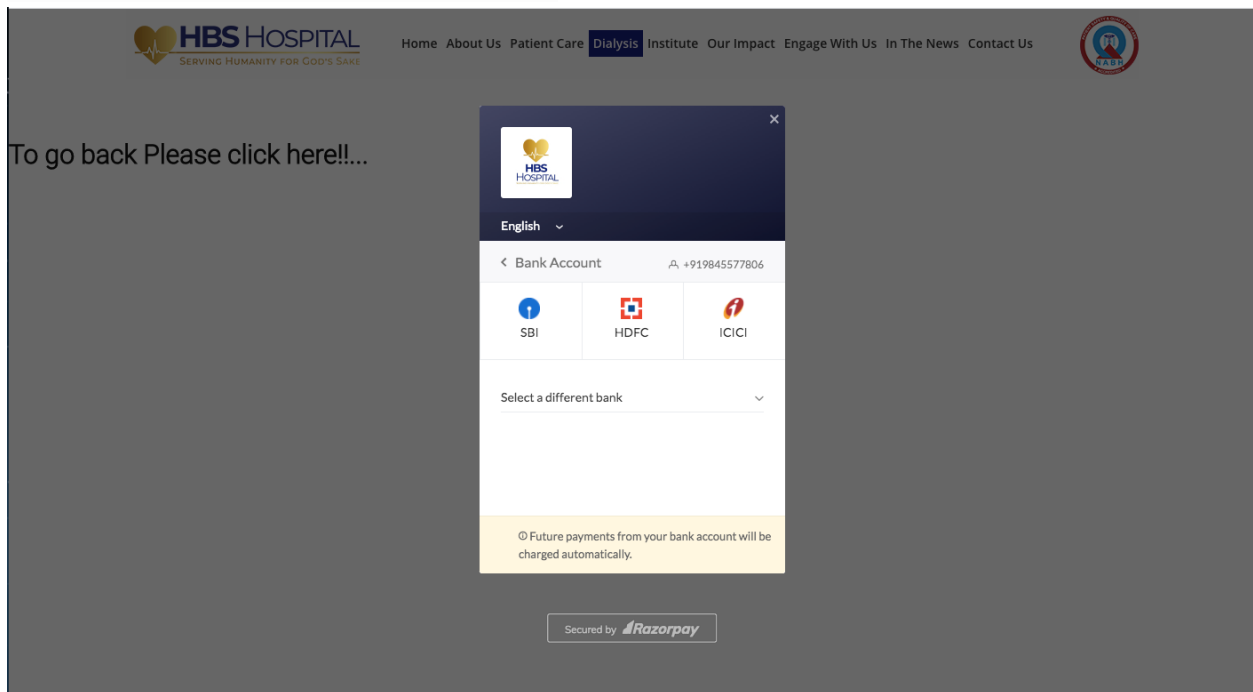 HBS HOSPITAL
SERVING HUMANITY FOR GOD'S SAKE
Home About Us Patient Care Dialysis Institute Our Impact Engage With Us In The News Contact Us
NABH
To go back Please click here!!...
HBS
HOSPITAL
English
Bank Account +919845577806
SBI HDFC ICICI
Select a different bank
Future payments from your bank account will be
charged automatically.
Secured by Razorpay